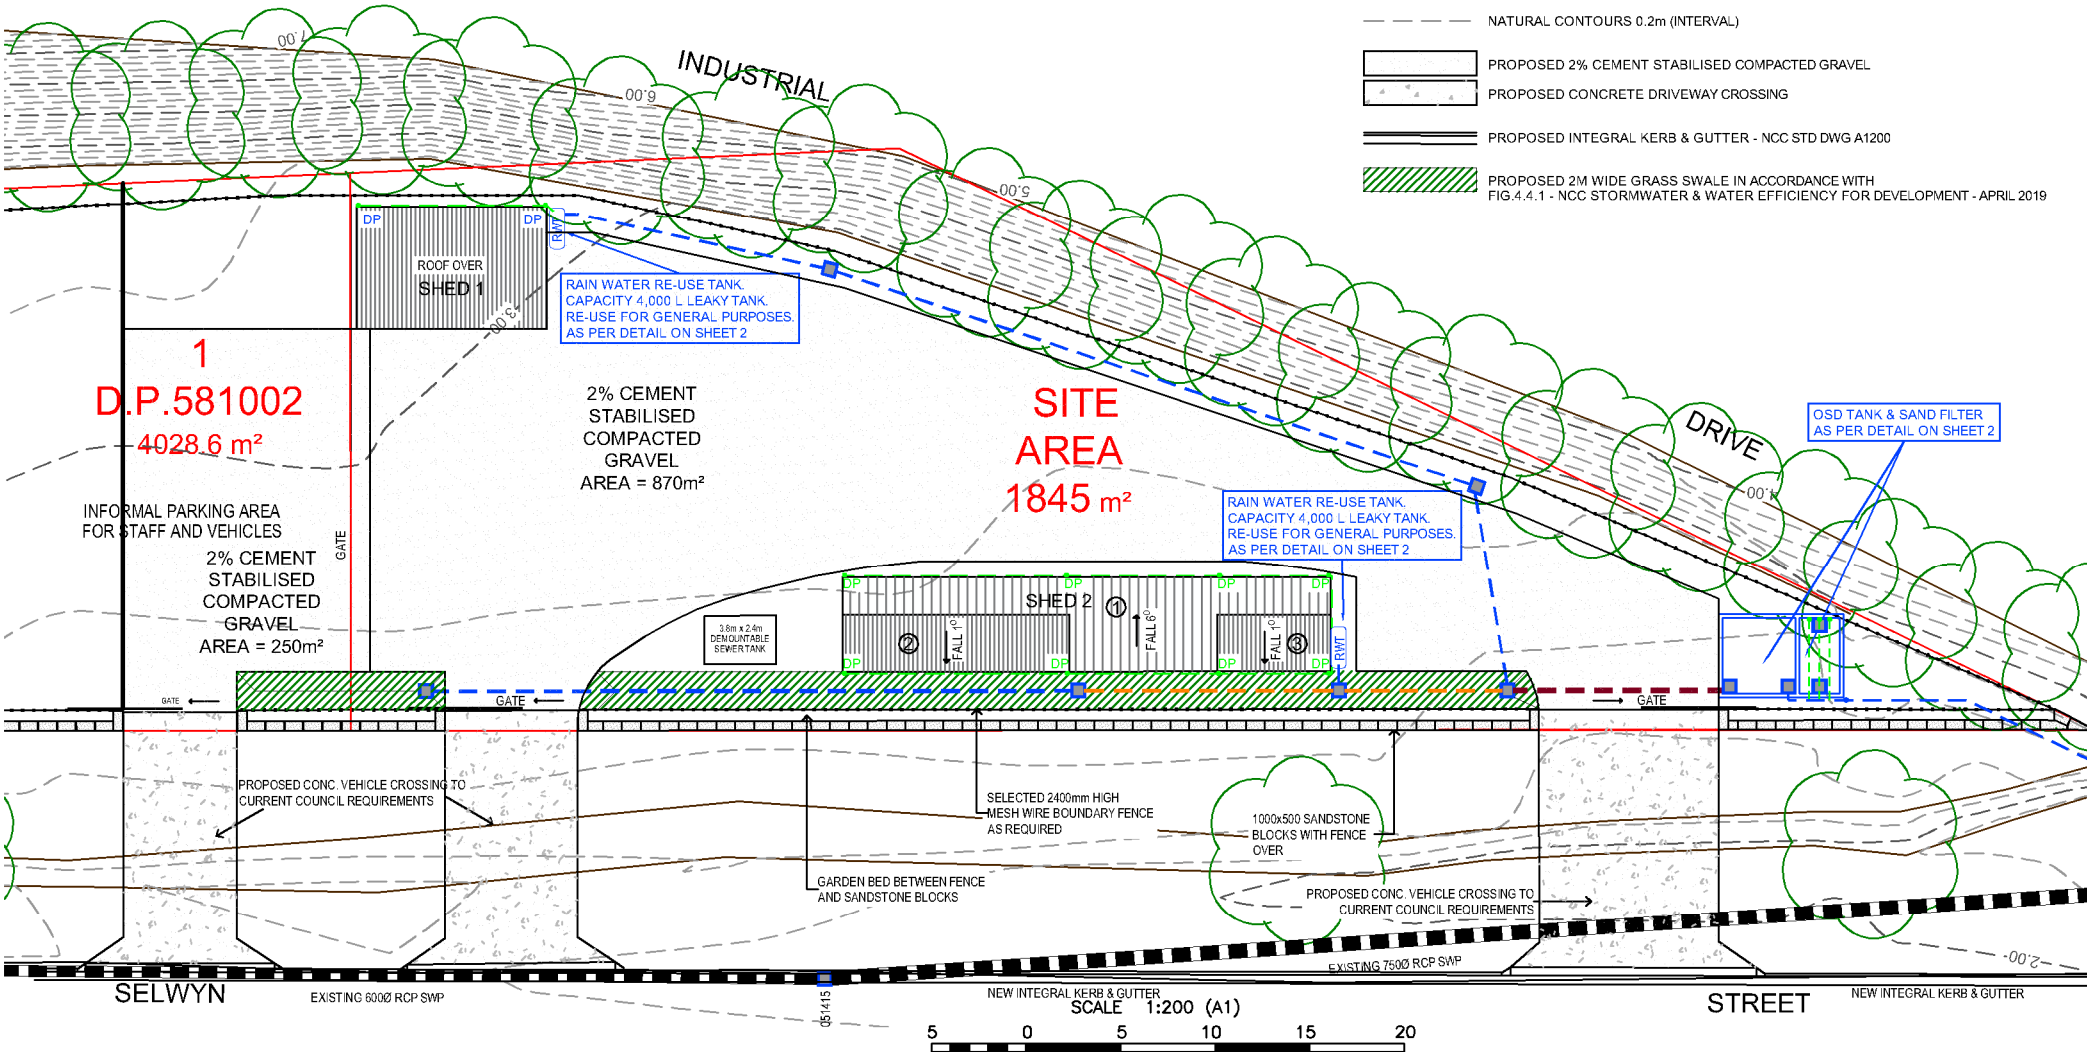 NATURAL CONTOURS 0.2m (INTERVAL)
PROPOSED 2% CEMENT STABILISED COMPACTED GRAVEL
PROPOSED CONCRETE DRIVEWAY CROSSING
PROPOSED INTEGRAL KERB & GUTTER - NCC STD DWG A1200
PROPOSED 2M WIDE GRASS SWALE IN ACCORDANCE WITH
FIG.4.4.1 - NCC STORMWATER & WATER EFFICIENCY FOR DEVELOPMENT - APRIL 2019
7.00
6.00
INDUSTRIAL
5.00
DRIVE
4.00
DP
DP
RWT
ROOF OVER
SHED 1
3.00
RAIN WATER RE-USE TANK.
CAPACITY 4,000 L LEAKY TANK.
RE-USE FOR GENERAL PURPOSES.
AS PER DETAIL ON SHEET 2
1
D.P.581002
4028.6 m²
2% CEMENT
STABILISED
COMPACTED
GRAVEL
AREA = 870m²
SITE
AREA
1845 m²
OSD TANK & SAND FILTER
AS PER DETAIL ON SHEET 2
RAIN WATER RE-USE TANK.
CAPACITY 4,000 L LEAKY TANK.
RE-USE FOR GENERAL PURPOSES.
AS PER DETAIL ON SHEET 2
INFORMAL PARKING AREA
FOR STAFF AND VEHICLES
GATE
2% CEMENT
STABILISED
COMPACTED
GRAVEL
AREA = 250m²
3.8m x 2.4m
DEMOUNTABLE
SEWER TANK
DP
DP
DP
DP
SHED 2
1
2
3
FALL 1⁰
FALL 6⁰
FALL 1⁰
DP
DP
DP
DP
RWT
GATE
GATE
GATE
PROPOSED CONC. VEHICLE CROSSING TO
CURRENT COUNCIL REQUIREMENTS
SELECTED 2400mm HIGH
MESH WIRE BOUNDARY FENCE
AS REQUIRED
1000x500 SANDSTONE
BLOCKS WITH FENCE
OVER
GARDEN BED BETWEEN FENCE
AND SANDSTONE BLOCKS
PROPOSED CONC. VEHICLE CROSSING TO
CURRENT COUNCIL REQUIREMENTS
EXISTING 750Ø RCP SWP
2.00
SELWYN
EXISTING 600Ø RCP SWP
051415
NEW INTEGRAL KERB & GUTTER
STREET
NEW INTEGRAL KERB & GUTTER
SCALE 1:200 (A1)
5 0 5 10 15 20